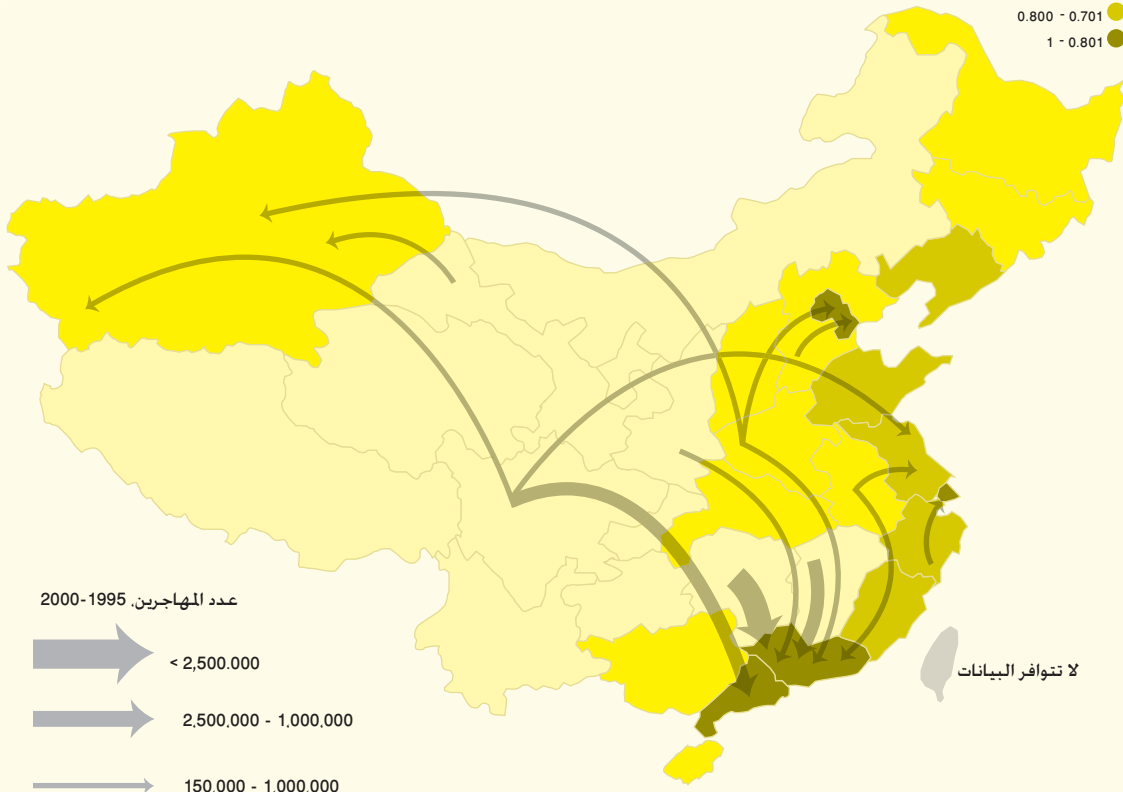 0.800 - 0.701
1 - 0.801
عدد المهاجرين، 1995-2000
< 2,500.000
2,500,000 - 1,000,000
150,000 - 1,000,000
لا تتوافر البيانات